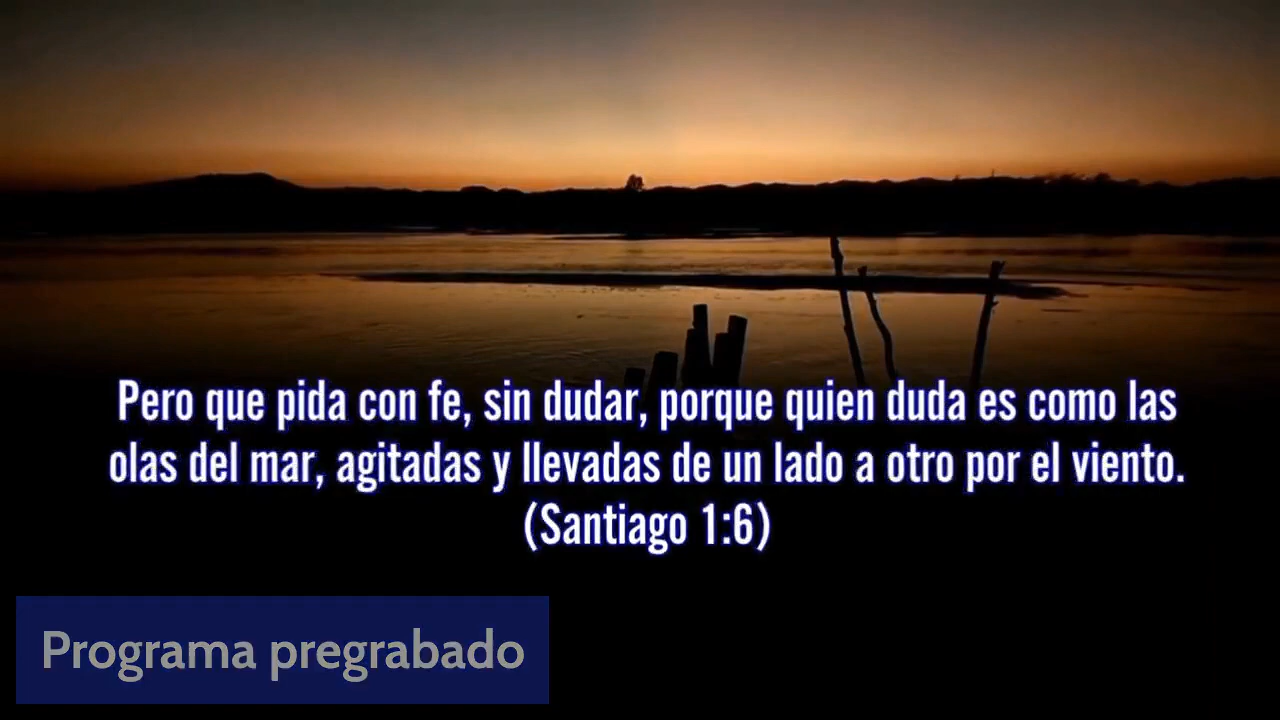 Pero que pida con fe, sin dudar, porque quien duda es como las
olas del mar, agitadas y llevadas de un lado a otro por el viento.
(Santiago 1:6)
Programa pregrabado